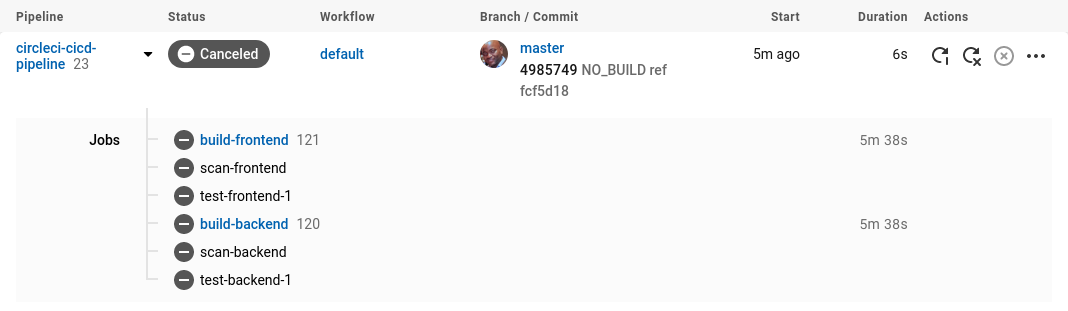 Pipeline Status Workflow Branch / Commit Start Duration Actions
circleci-cicd-
pipeline 23
Canceled
default
master
4985749 NO_BUILD ref
fcf5d18
5m ago
6s
Jobs
build-frontend 121 5m 38s
scan-frontend
test-frontend-1
build-backend 120 5m 38s
scan-backend
test-backend-1